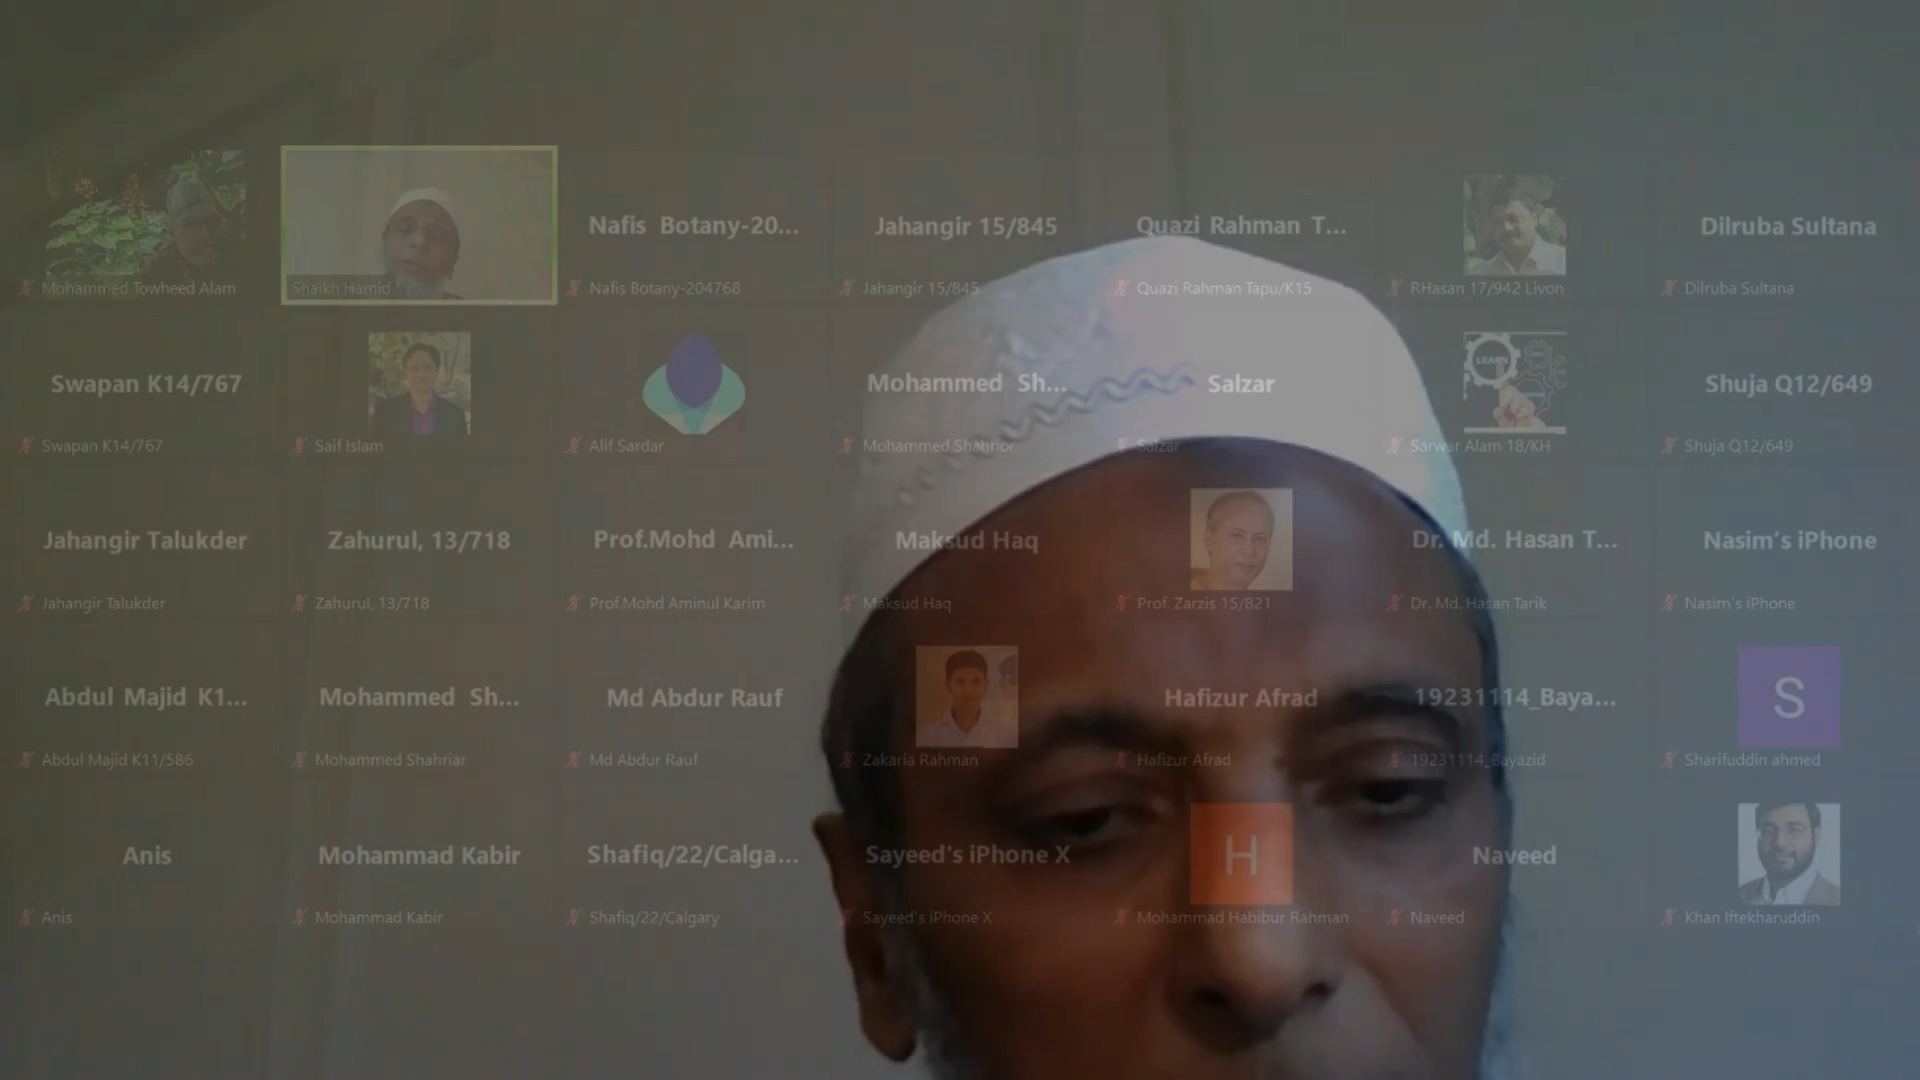 Nafis Botany-20...
Jahangir 15/845
Quazi Rahman T...
Dilruba Sultana
Mohammed Towheed Alam
Shaikh Hamid
Nafis Botany-204768
Jahangir 15/845
Quazi Rahman Tapu/K15
RHasan 17/942 Livon
Dilruba Sultana
LEARN
Swapan K14/767
Mohammed Sh...
Salzar
Shuja Q12/649
Swapan K14/767
Saif Islam
Alif Sardar
Mohammed Shahrior
Salzar
Sarwar Alam 18/KH
Shuja Q12/649
Jahangir Talukder
Zahurul, 13/718
Prof.Mohd Ami...
Maksud Haq
Dr. Md. Hasan T...
Nasim's iPhone
Jahangir Talukder
Zahurul, 13/718
Prof.Mohd Aminul Karim
Maksud Haq
Prof. Zarzis 15/821
Dr. Md. Hasan Tarik
Nasim's iPhone
Abdul Majid K1...
Mohammed Sh...
Md Abdur Rauf
Hafizur Afrad
19231114_Baya...
S
Abdul Majid K11/586
Mohammed Shahriar
Md Abdur Rauf
Zakaria Rahman
Hafizur Afrad
19231114_Bayazid
Sharifuddin ahmed
Anis
Mohammad Kabir
Shafiq/22/Calga...
Sayeed's iPhone X
H
Naveed
Anis
Mohammad Kabir
Shafiq/22/Calgary
Sayeed's iPhone X
Mohammad Habibur Rahman
Naveed
Khan Iftekharuddin